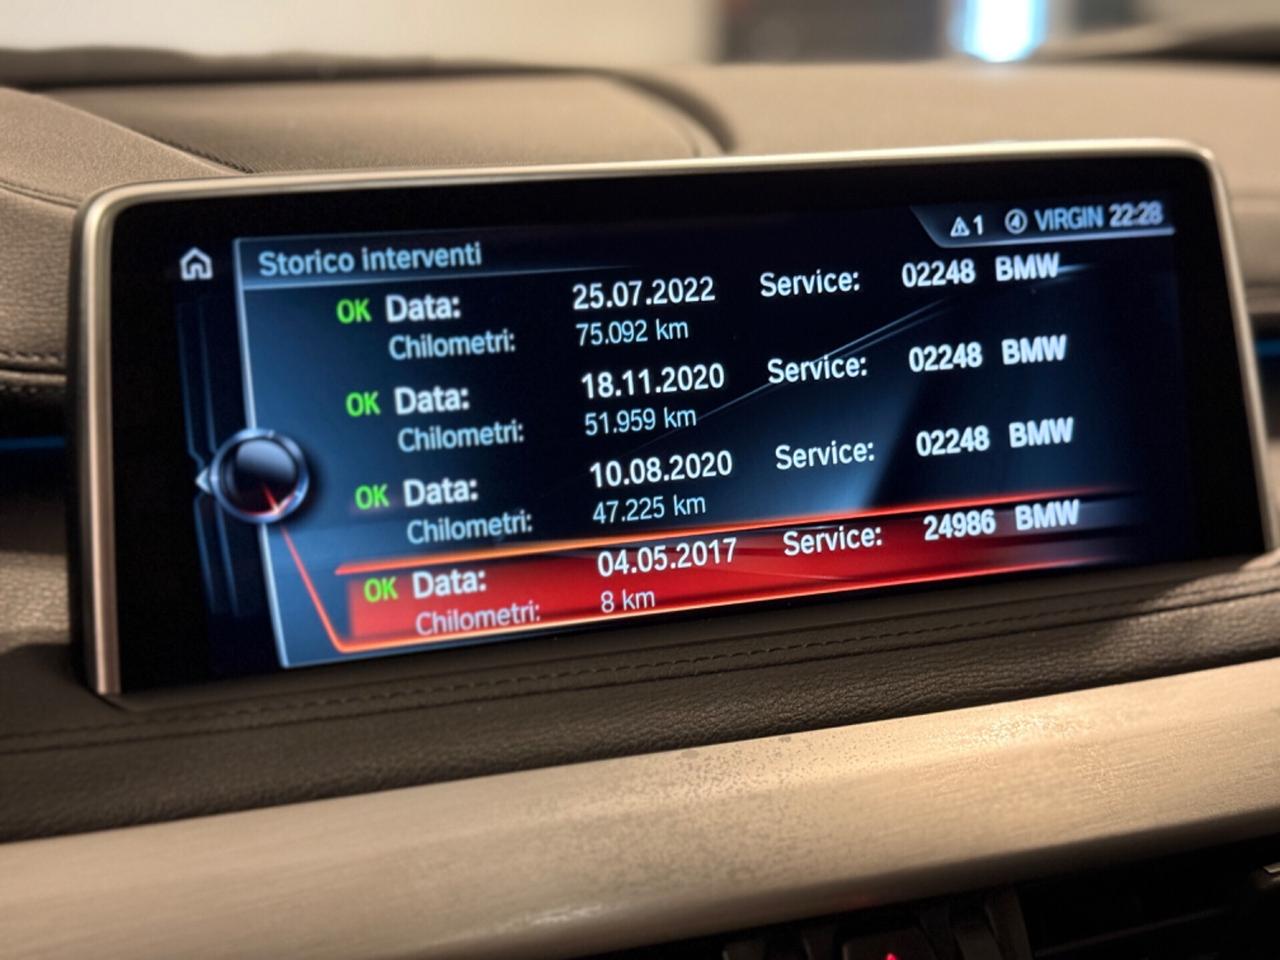 1 4 VIRGIN 22:28
Storico interventi
OK Data: 25.07.2022 Service: 02248 BMW
Chilometri: 75.092 km
OK Data: 18.11.2020 Service: 02248 BMW
Chilometri: 51.959 km
OK Data: 10.08.2020 Service: 02248 BMW
Chilometri: 47.225 km
OK Data: 04.05.2017 Service: 24986 BMW
Chilometri: 8 km